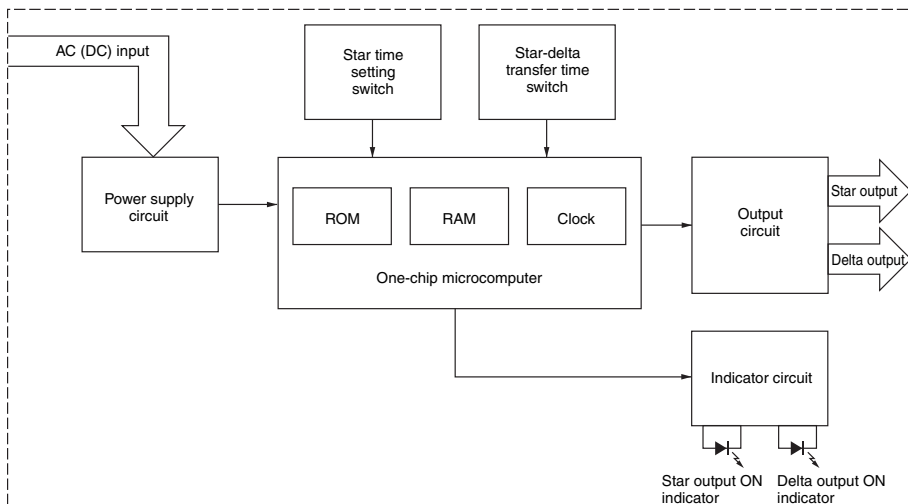 AC (DC) input
Star time
setting
switch
Star-delta
transfer time
switch
Power supply
circuit
ROM
RAM
Clock
One-chip microcomputer
Output
circuit
Star output
Delta output
Indicator circuit
Star output ON
indicator
Delta output ON
indicator